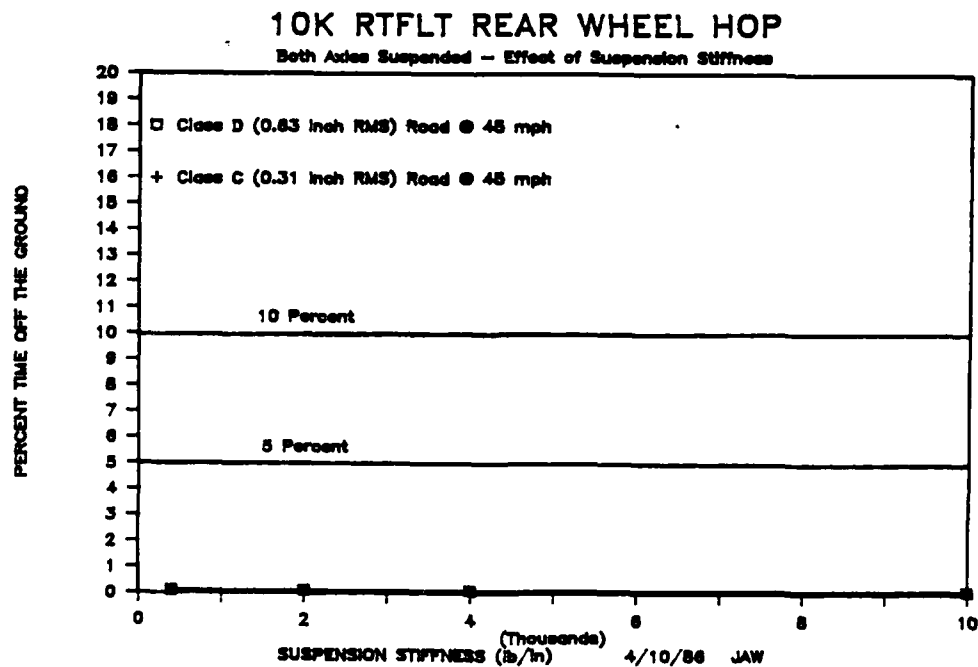 10K RTFLT REAR WHEEL HOP
Both Axles Suspended – Effect of Suspension Stiffness
PERCENT TIME OFF THE GROUND
20
19
18
17
16
15
14
13
12
11
10
9
8
7
6
5
4
3
2
1
0
Class D (0.63 inch RMS) Road @ 45 mph
Class C (0.31 inch RMS) Road @ 45 mph
10 Percent
5 Percent
0 2 4 6 8 10
(Thousands)
SUSPENSION STIFFNESS (lb/in) 4/10/86 JAW